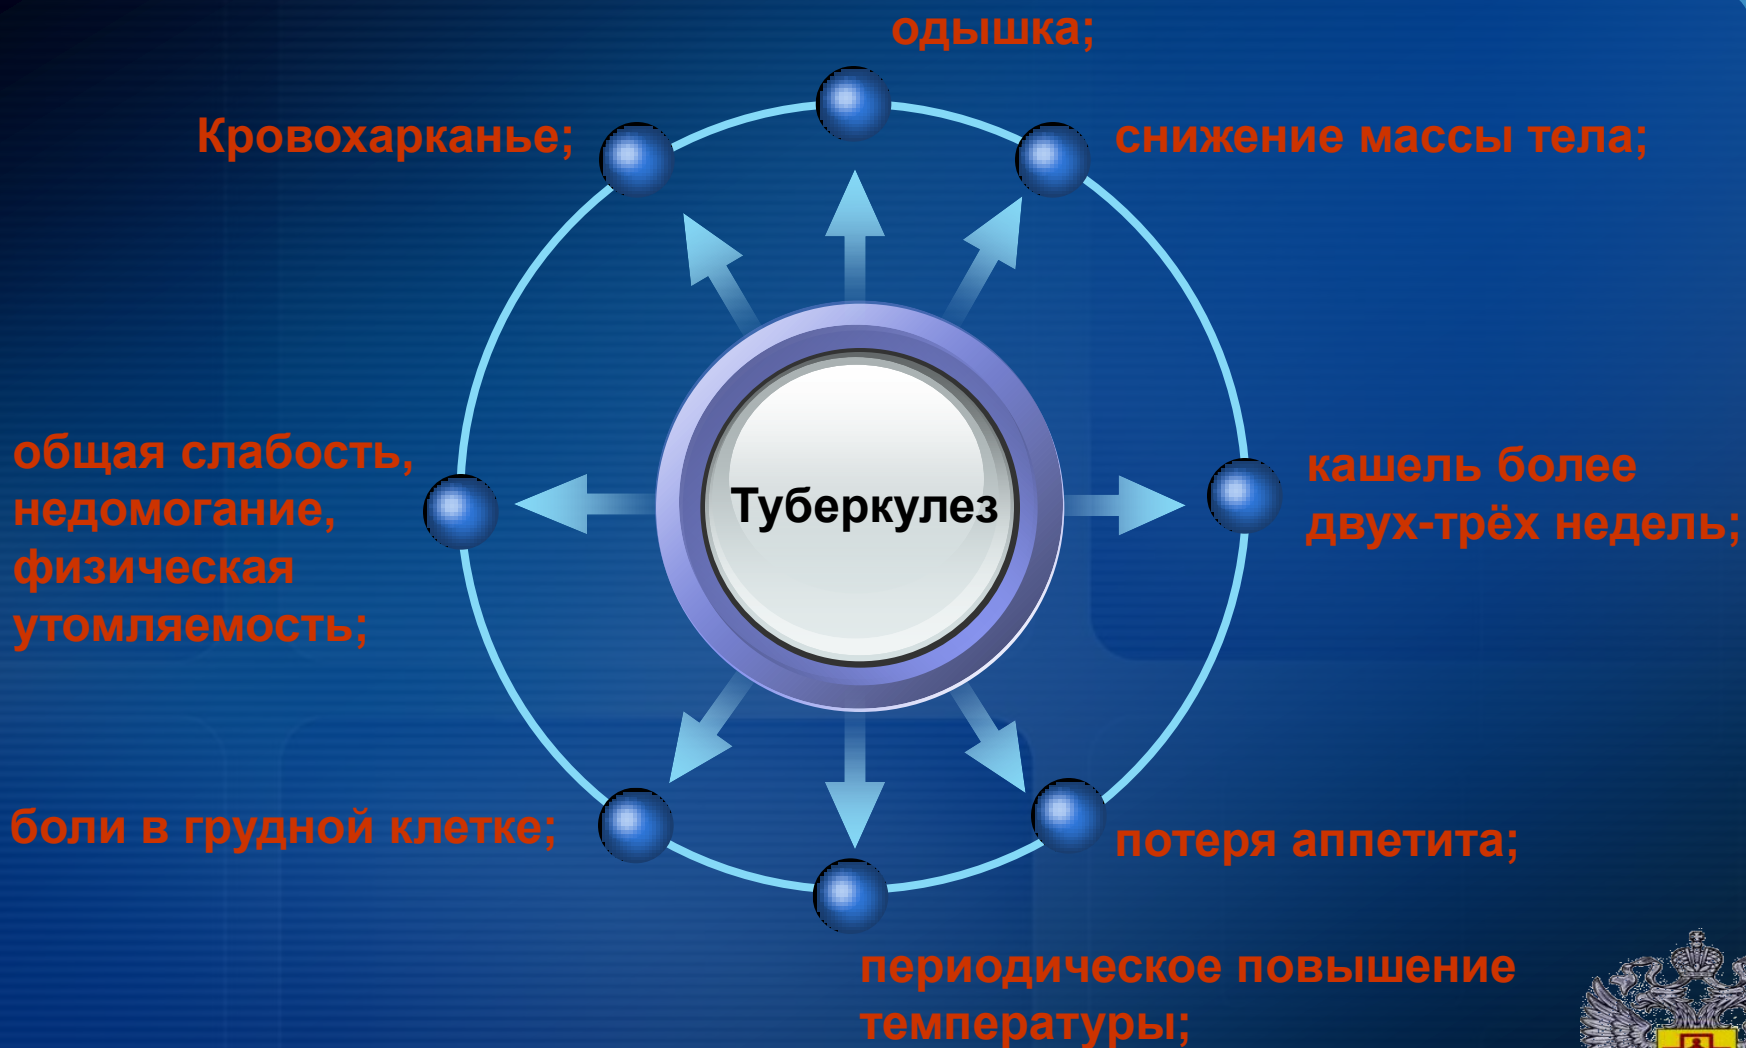 одышка;
Кровохарканье;
снижение массы тела;
общая слабость,
недомогание,
физическая
утомляемость;
Туберкулез
кашель более
двух-трёх недель;
боли в грудной клетке;
потеря аппетита;
периодическое повышение
температуры;